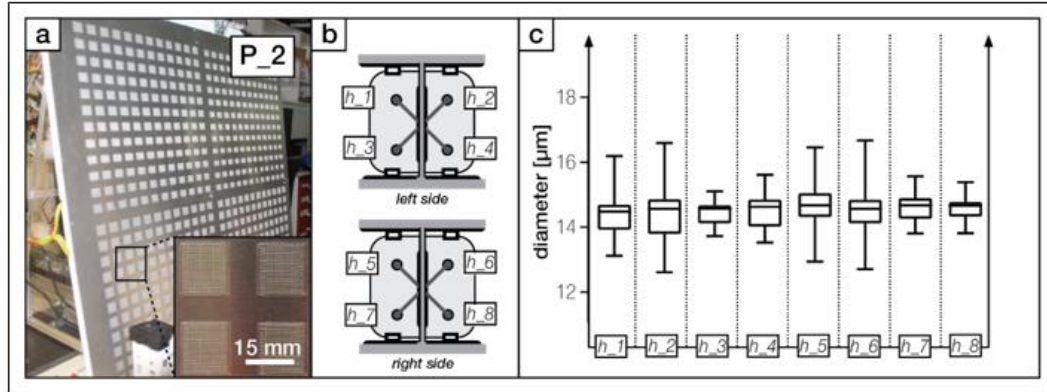 a
P_2
15 mm
b
h_1
h_2
h_3
h_4
left side
h_5
h_6
h_7
h_8
right side
c
diameter [µm]
18
16
14
12
h_1 h_2 h_3 h_4 h_5 h_6 h_7 h_8